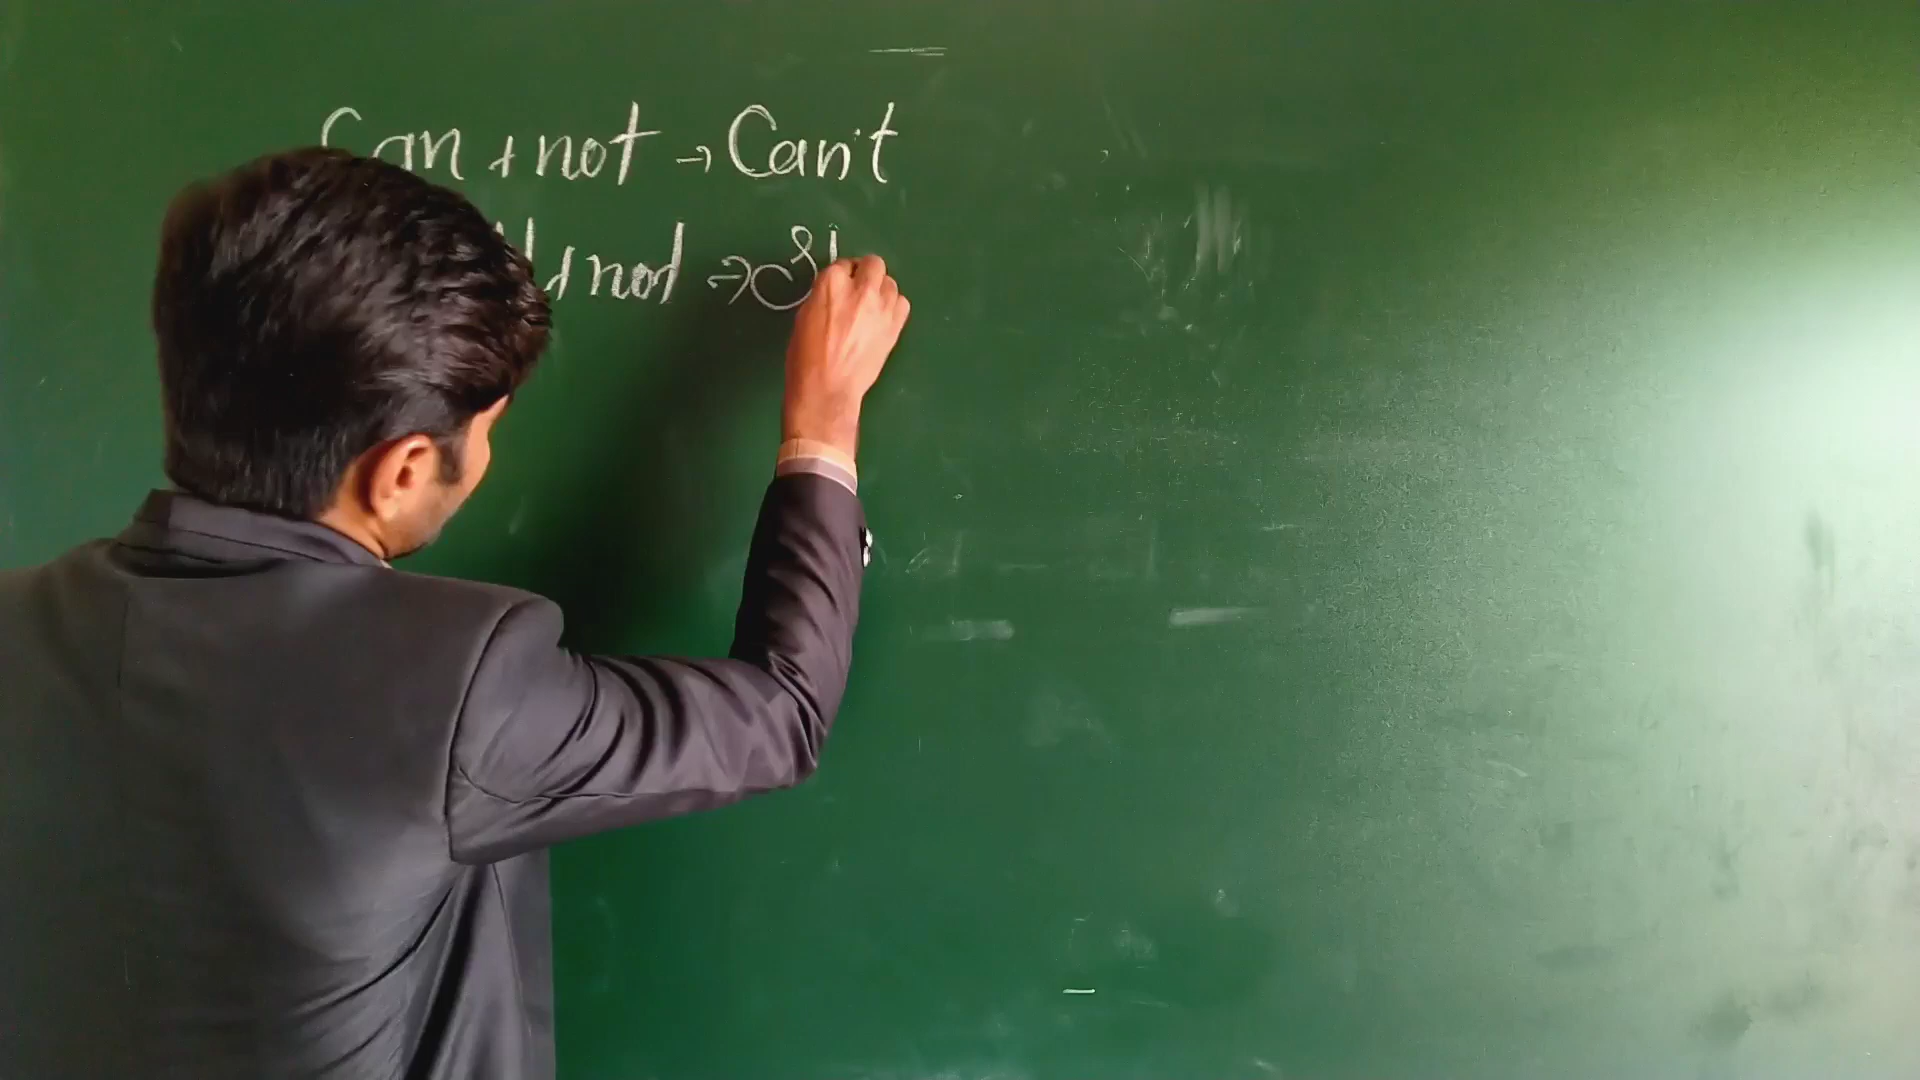 Can + not → Can't
+ not →